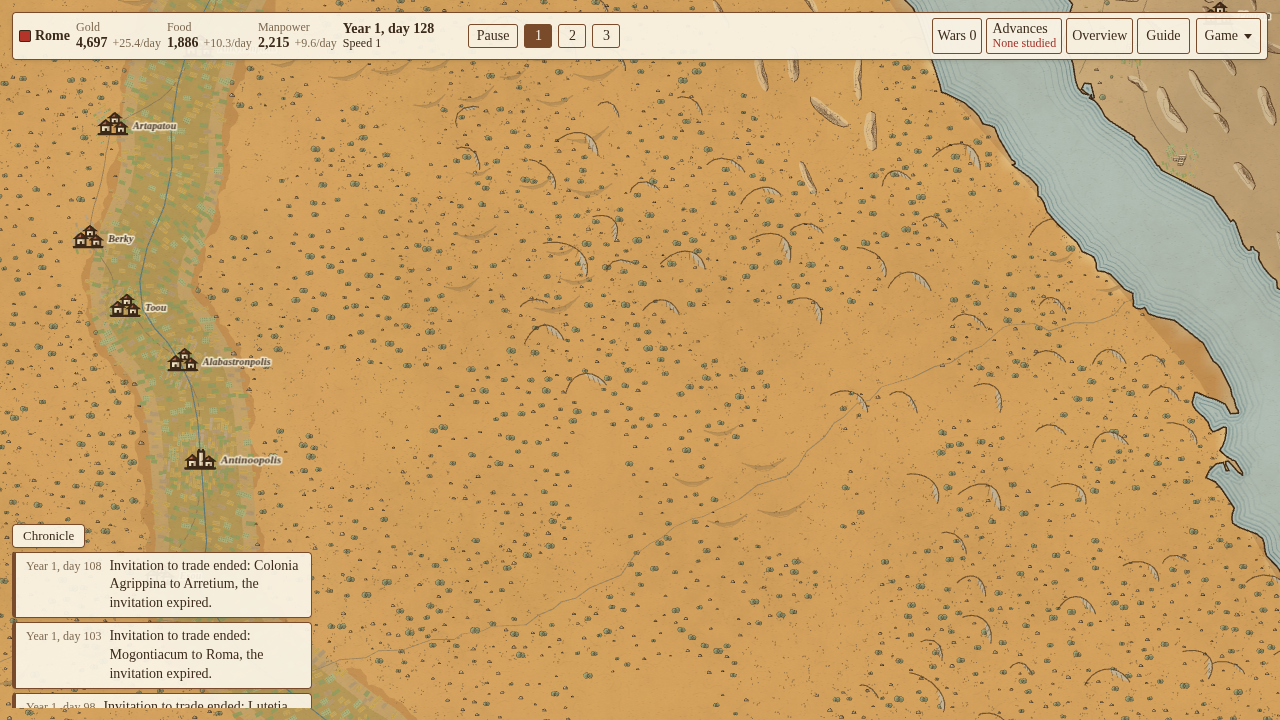 Rome
Gold
4,697 +25.4/day
Food
1,886 +10.3/day
Manpower
2,215 +9.6/day
Year 1, day 128
Speed 1
Pause
1
2
3
Wars 0
Advances
None studied
Overview
Guide
Game
Artapatou
Berky
Toou
Alabastronpolis
Antinoopolis
Chronicle
Year 1, day 108 Invitation to trade ended: Colonia
Agrippina to Arretium, the
invitation expired.
Year 1, day 103 Invitation to trade ended:
Mogontiacum to Roma, the
invitation expired.
Year 1, day 98 Invitation to trade ended: Lutetia